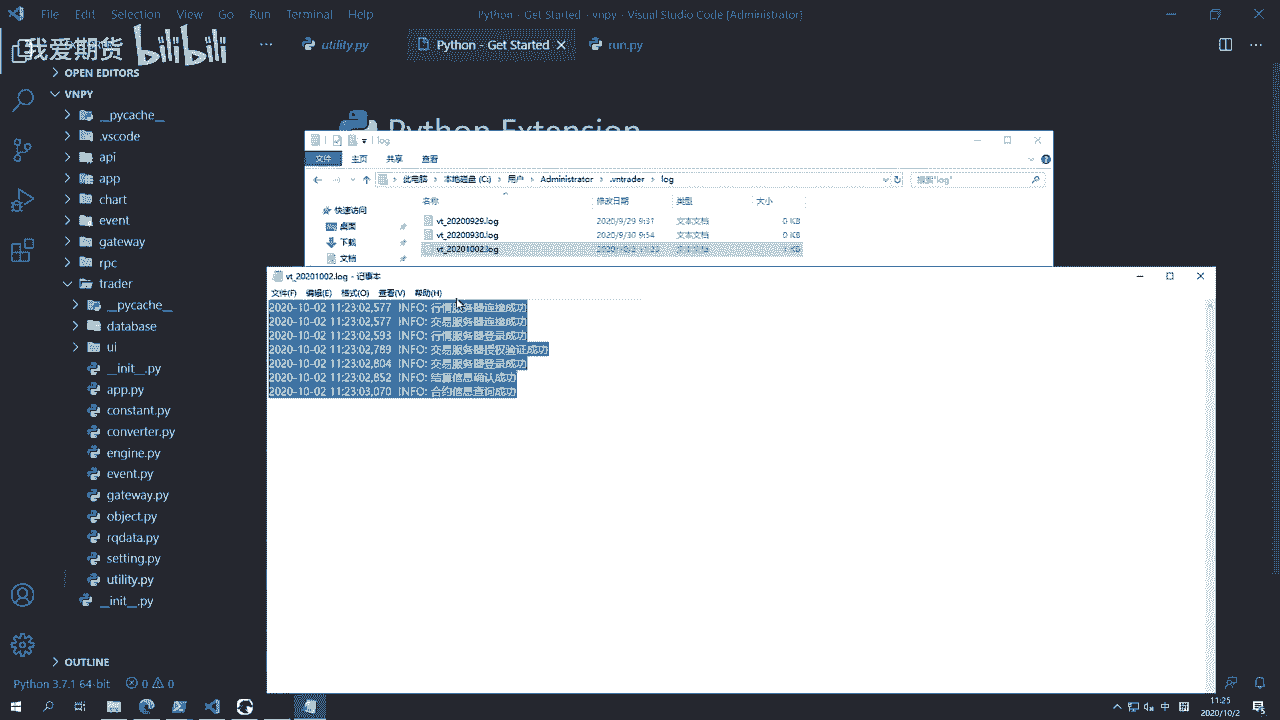 File Edit Selection View Go Run Terminal Help Python - Get Started - vnpy - Visual Studio Code [Administrator]
我爱期货 bilibili
utility.py Python - Get Started run.py
OPEN EDITORS
VNPY
__pycache__
.vscode
api
app
chart
event
gateway
rpc
trader
__pycache__
database
ui
__init__.py
app.py
constant.py
converter.py
engine.py
event.py
gateway.py
object.py
rqdata.py
setting.py
utility.py
__init__.py
OUTLINE
Python 3.7.1 64-bit 0 0
Python Extension
log
文件 主页 共享 查看
此电脑 本地磁盘 (C:) 用户 Administrator .vntrader log 搜索"log"
名称 修改日期 类型 大小
快速访问
桌面
下载
文档
vt_20200929.log 2020/9/29 9:31 文本文档 0 KB
vt_20200930.log 2020/9/30 9:54 文本文档 0 KB
vt_20201002.log 文本文档 0 KB
vt_20201002.log - 记事本
文件(F) 编辑(E) 格式(O) 查看(V) 帮助(H)
2020-10-02 11:23:02,577 INFO: 行情服务器连接成功
2020-10-02 11:23:02,577 INFO: 交易服务器连接成功
2020-10-02 11:23:02,593 INFO: 行情服务器登录成功
2020-10-02 11:23:02,789 INFO: 交易服务器授权验证成功
2020-10-02 11:23:02,804 INFO: 交易服务器登录成功
2020-10-02 11:23:02,852 INFO: 结算信息确认成功
2020-10-02 11:23:03,070 INFO: 合约信息查询成功
中 拼 11:25
2020/10/2